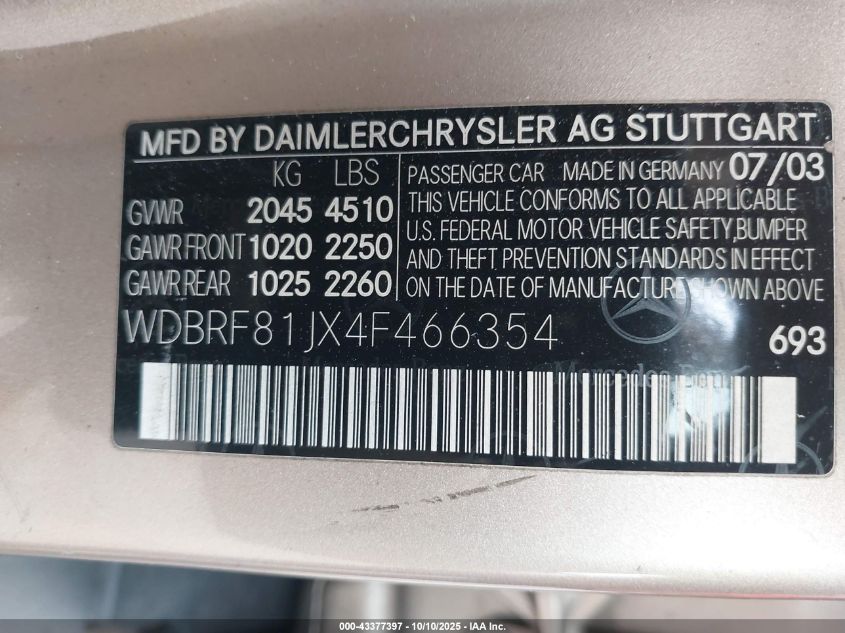 MFD BY DAIMLERCHRYSLER AG STUTTGART
KG LBS
GVWR 2045 4510
GAWR FRONT 1020 2250
GAWR REAR 1025 2260
PASSENGER CAR MADE IN GERMANY 07/03
THIS VEHICLE CONFORMS TO ALL APPLICABLE
U.S. FEDERAL MOTOR VEHICLE SAFETY, BUMPER
AND THEFT PREVENTION STANDARDS IN EFFECT
ON THE DATE OF MANUFACTURE SHOWN ABOVE
WDBRF81JX4F466354
693
Mercedes-Benz
000-43377397 - 10/10/2025 - IAA Inc.